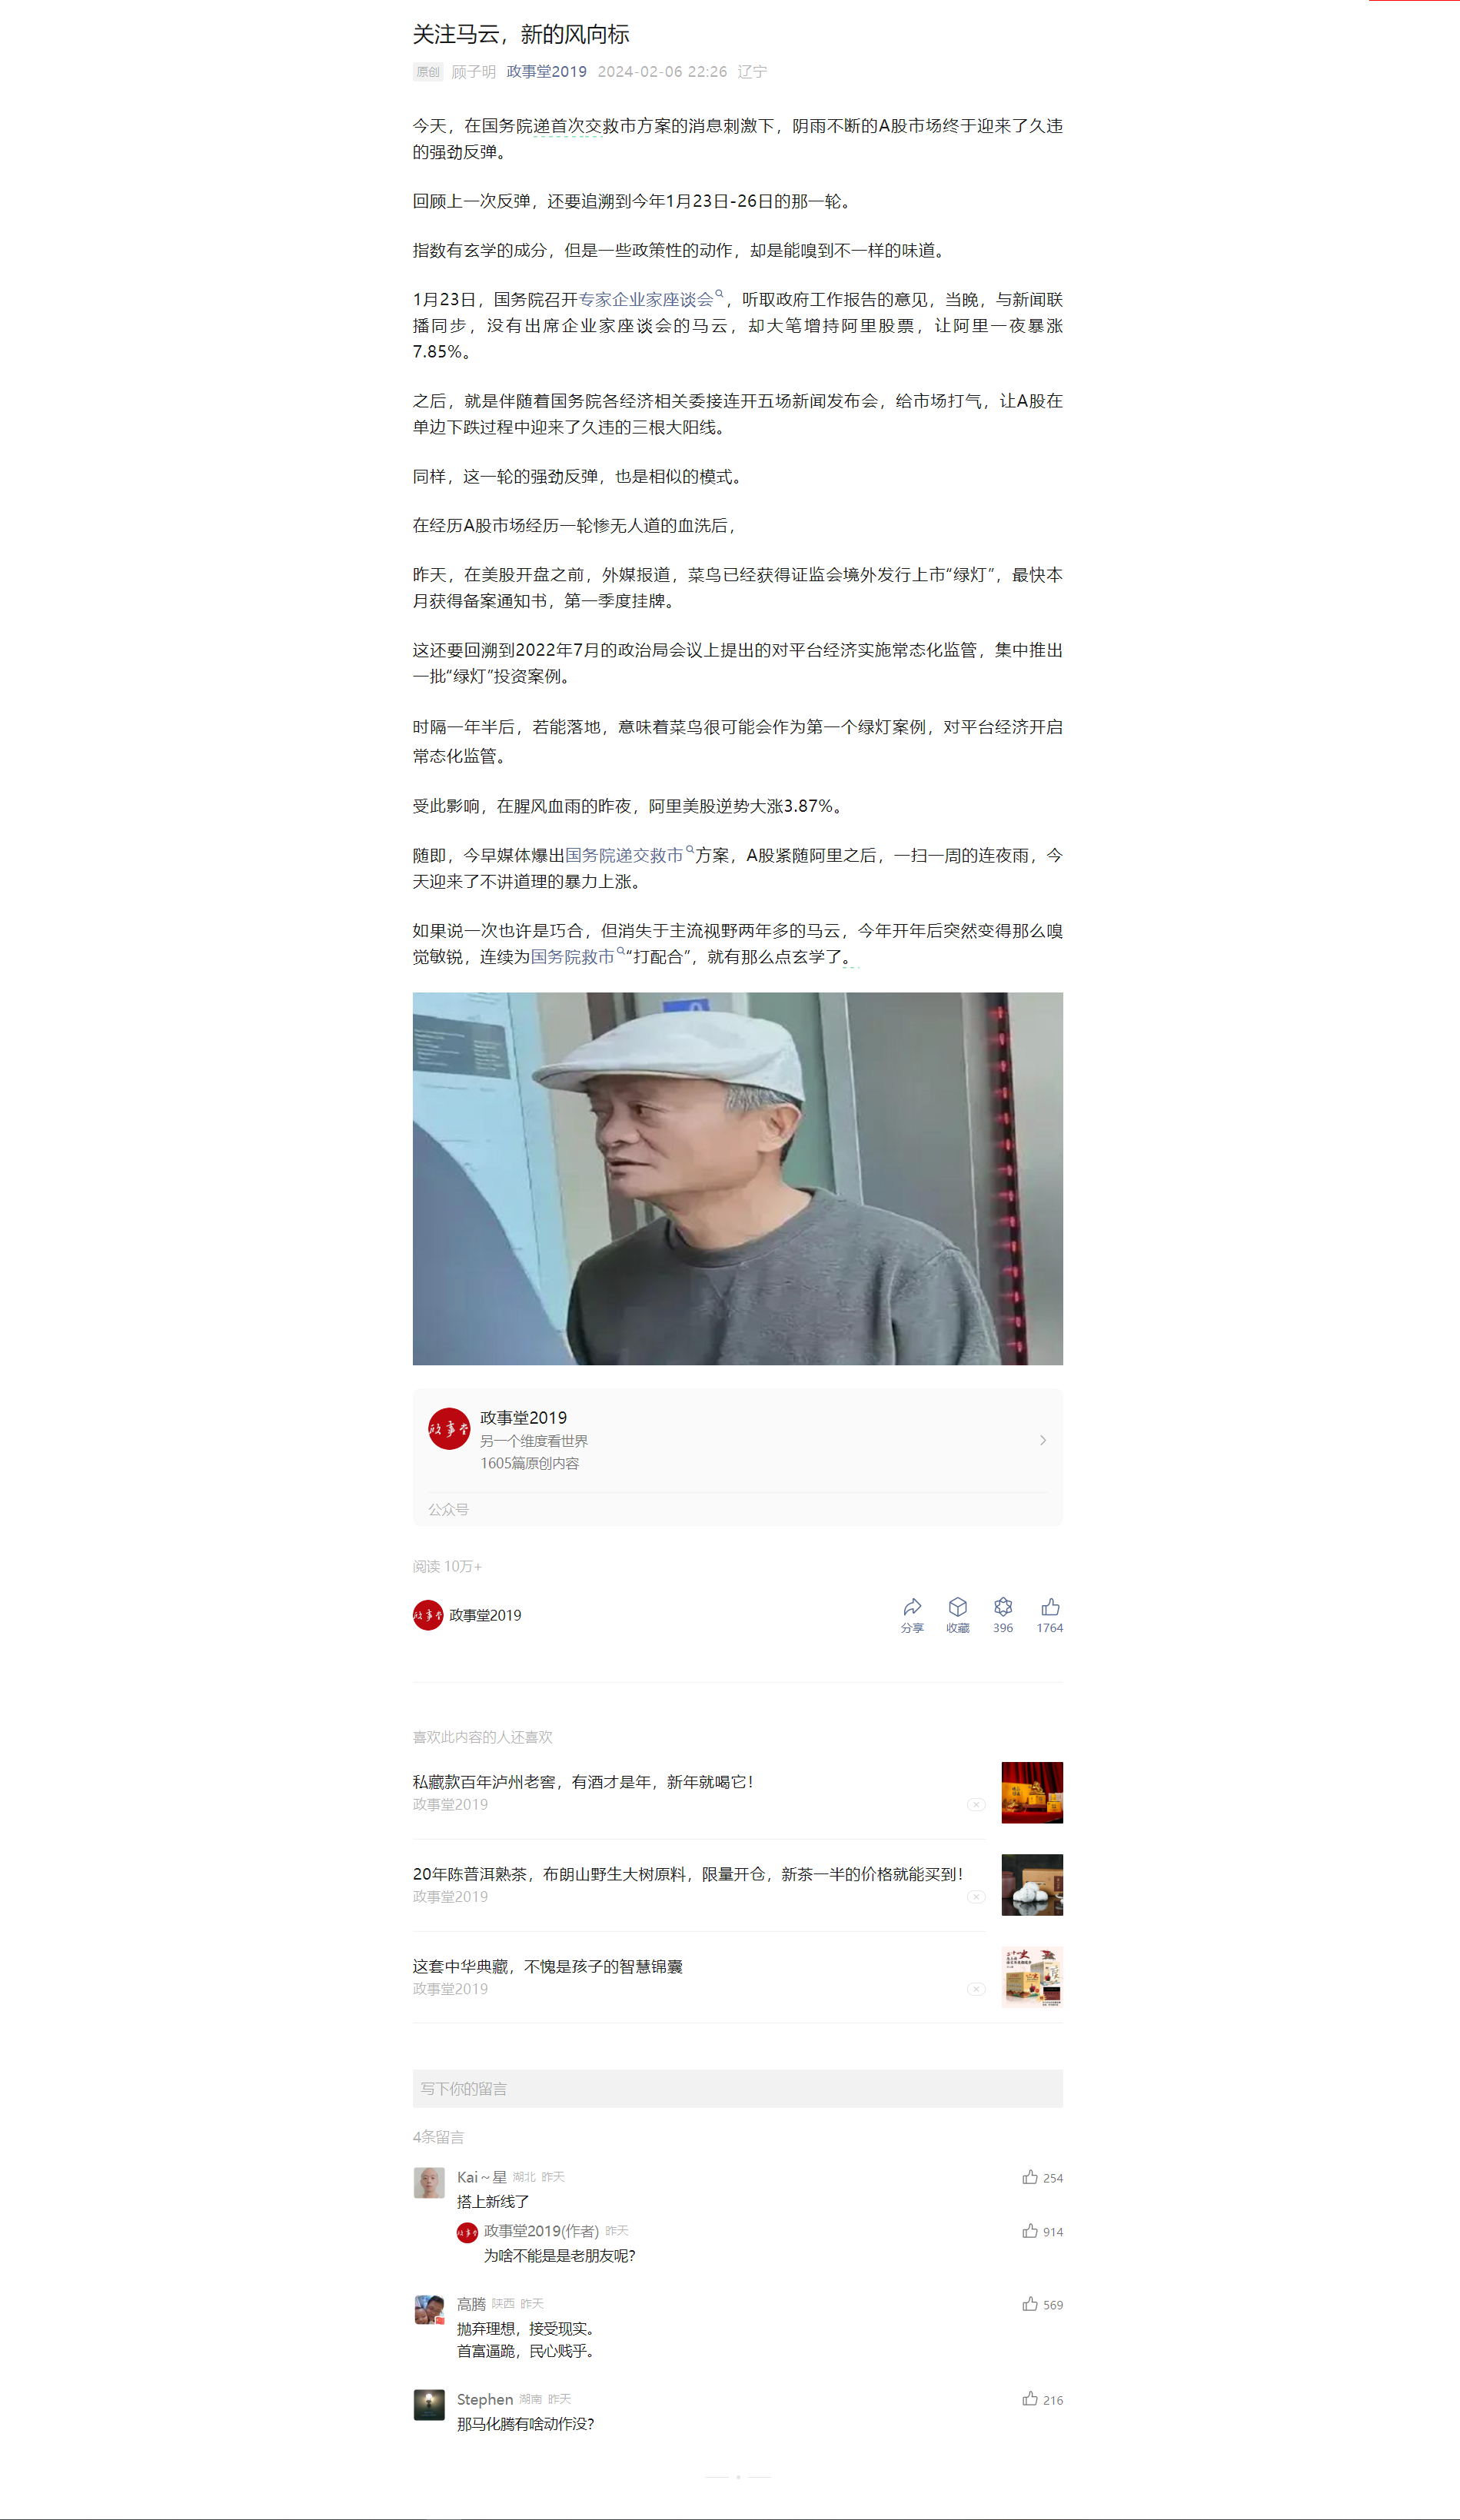 关注马云，新的风向标
原创 顾子明 政事堂2019 2024-02-06 22:26 辽宁
今天，在国务院递首次交救市方案的消息刺激下，阴雨不断的A股市场终于迎来了久违
的强劲反弹。
回顾上一次反弹，还要追溯到今年1月23日-26日的那一轮。
指数有玄学的成分，但是一些政策性的动作，却是能嗅到不一样的味道。
1月23日，国务院召开专家企业家座谈会，听取政府工作报告的意见，当晚，与新闻联
播同步，没有出席企业家座谈会的马云，却大笔增持阿里股票，让阿里一夜暴涨
7.85%。
之后，就是伴随着国务院各经济相关委接连开五场新闻发布会，给市场打气，让A股在
单边下跌过程中迎来了久违的三根大阳线。
同样，这一轮的强劲反弹，也是相似的模式。
在经历A股市场经历一轮惨无人道的血洗后，
昨天，在美股开盘之前，外媒报道，菜鸟已经获得证监会境外发行上市“绿灯”，最快本
月获得备案通知书，第一季度挂牌。
这还要回溯到2022年7月的政治局会议上提出的对平台经济实施常态化监管，集中推出
一批“绿灯”投资案例。
时隔一年半后，若能落地，意味着菜鸟很可能会作为第一个绿灯案例，对平台经济开启
常态化监管。
受此影响，在腥风血雨的昨夜，阿里美股逆势大涨3.87%。
随即，今早媒体爆出国务院递交救市方案，A股紧随阿里之后，一扫一周的连夜雨，今
天迎来了不讲道理的暴力上涨。
如果说一次也许是巧合，但消失于主流视野两年多的马云，今年开年后突然变得那么嗅
觉敏锐，连续为国务院救市“打配合”，就有那么点玄学了。
政事堂
政事堂2019
另一个维度看世界
1605篇原创内容
公众号
阅读 10万+
政事堂 政事堂2019
分享 收藏 396 1764
喜欢此内容的人还喜欢
私藏款百年泸州老窖，有酒才是年，新年就喝它！
政事堂2019
20年陈普洱熟茶，布朗山野生大树原料，限量开仓，新茶一半的价格就能买到！
政事堂2019
这套中华典藏，不愧是孩子的智慧锦囊
政事堂2019
写下你的留言
4条留言
Kai～星 湖北 昨天 254
搭上新线了
政事堂2019(作者) 昨天 914
为啥不能是是老朋友呢?
高腾 陕西 昨天 569
抛弃理想，接受现实。
首富逼跪，民心贱乎。
Stephen 湖南 昨天 216
那马化腾有啥动作没?